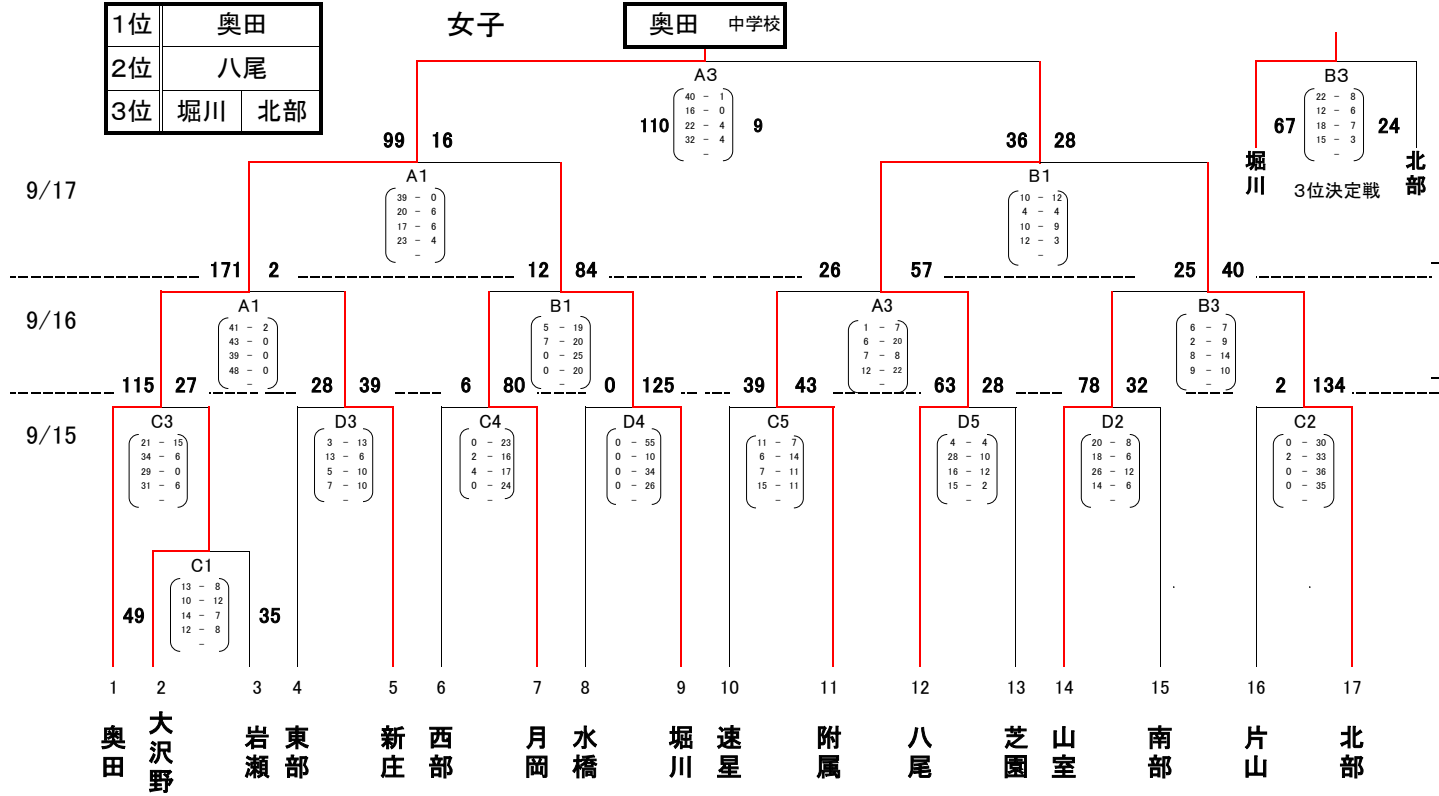 1位 奥田
2位 八尾
3位 堀川 北部
女子
奥田 中学校
A3
110 9
40 - 1
16 - 0
22 - 4
32 - 4
-
B3
67 24
22 - 8
12 - 6
18 - 7
15 - 3
-
堀川 北部
3位決定戦
99 16 36 28
9/17
A1
39 - 0
20 - 6
17 - 6
23 - 4
-
B1
10 - 12
4 - 4
10 - 9
12 - 3
-
171 2 12 84 26 57 25 40
9/16
A1
41 - 2
43 - 0
39 - 0
48 - 0
-
B1
5 - 19
7 - 20
0 - 25
0 - 20
-
A3
1 - 7
6 - 20
7 - 8
12 - 22
-
B3
6 - 7
2 - 9
8 - 14
9 - 10
-
115 27 28 39 6 80 0 125 39 43 63 28 78 32 2 134
9/15
C3
21 - 15
34 - 6
29 - 0
31 - 6
-
D3
3 - 13
13 - 6
5 - 10
7 - 10
-
C4
0 - 23
2 - 16
4 - 17
0 - 24
-
D4
0 - 55
0 - 10
0 - 34
0 - 26
-
C5
11 - 7
6 - 14
7 - 11
15 - 11
-
D5
4 - 4
28 - 10
16 - 12
15 - 2
-
D2
20 - 8
18 - 6
26 - 12
14 - 6
-
C2
0 - 30
2 - 33
0 - 36
0 - 35
-
C1
49 35
13 - 8
10 - 12
14 - 7
12 - 8
-
1 2 3 4 5 6 7 8 9 10 11 12 13 14 15 16 17
奥田 大沢野 岩瀬 東部 新庄 西部 月岡 水橋 堀川 速星 附属 八尾 芝園 山室 南部 片山 北部